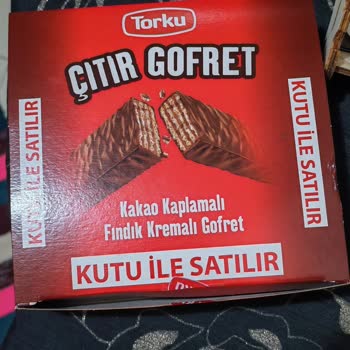 Torku
ÇITIR GOFRET
KUTU İLE SATILIR
KUTU İLE SATILIR
Kakao Kaplamalı
Fındık Kremalı Gofret
KUTU İLE SATILIR